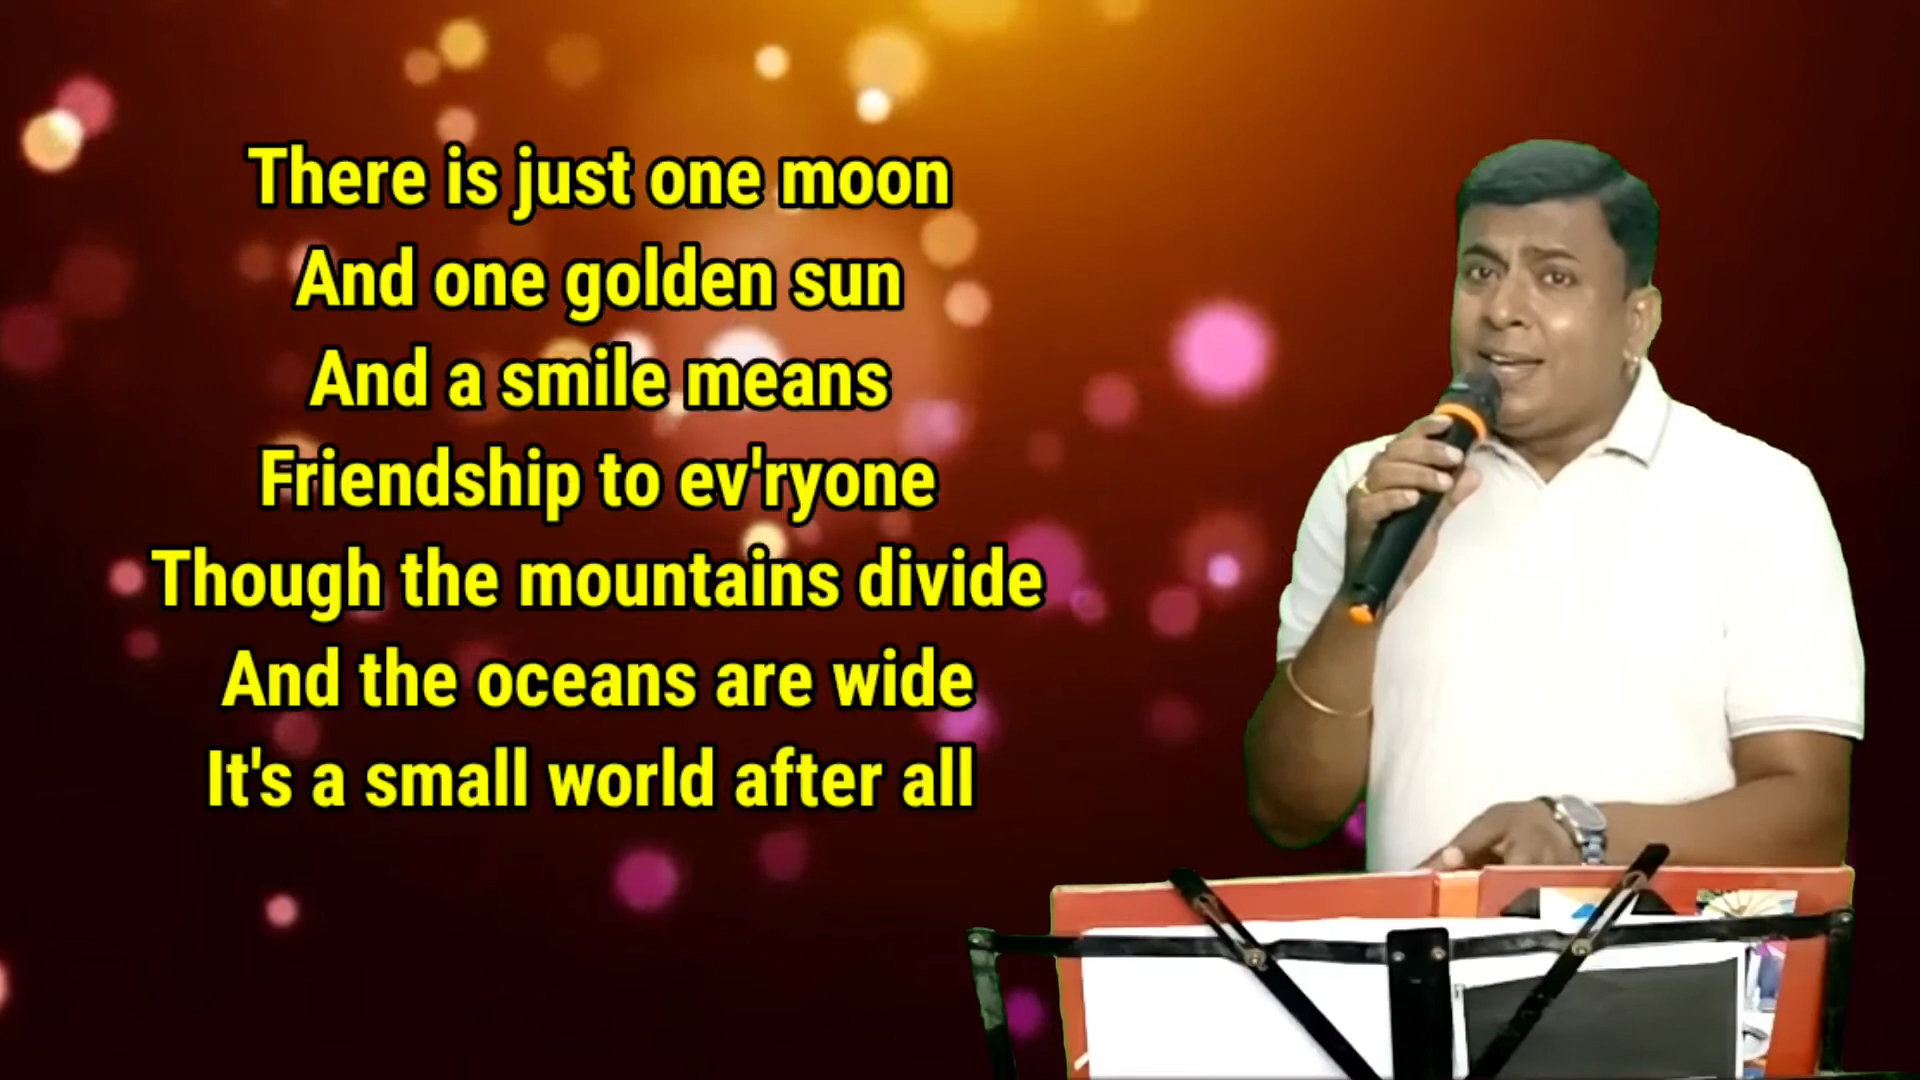 There is just one moon
And one golden sun
And a smile means
Friendship to ev'ryone
Though the mountains divide
And the oceans are wide
It's a small world after all